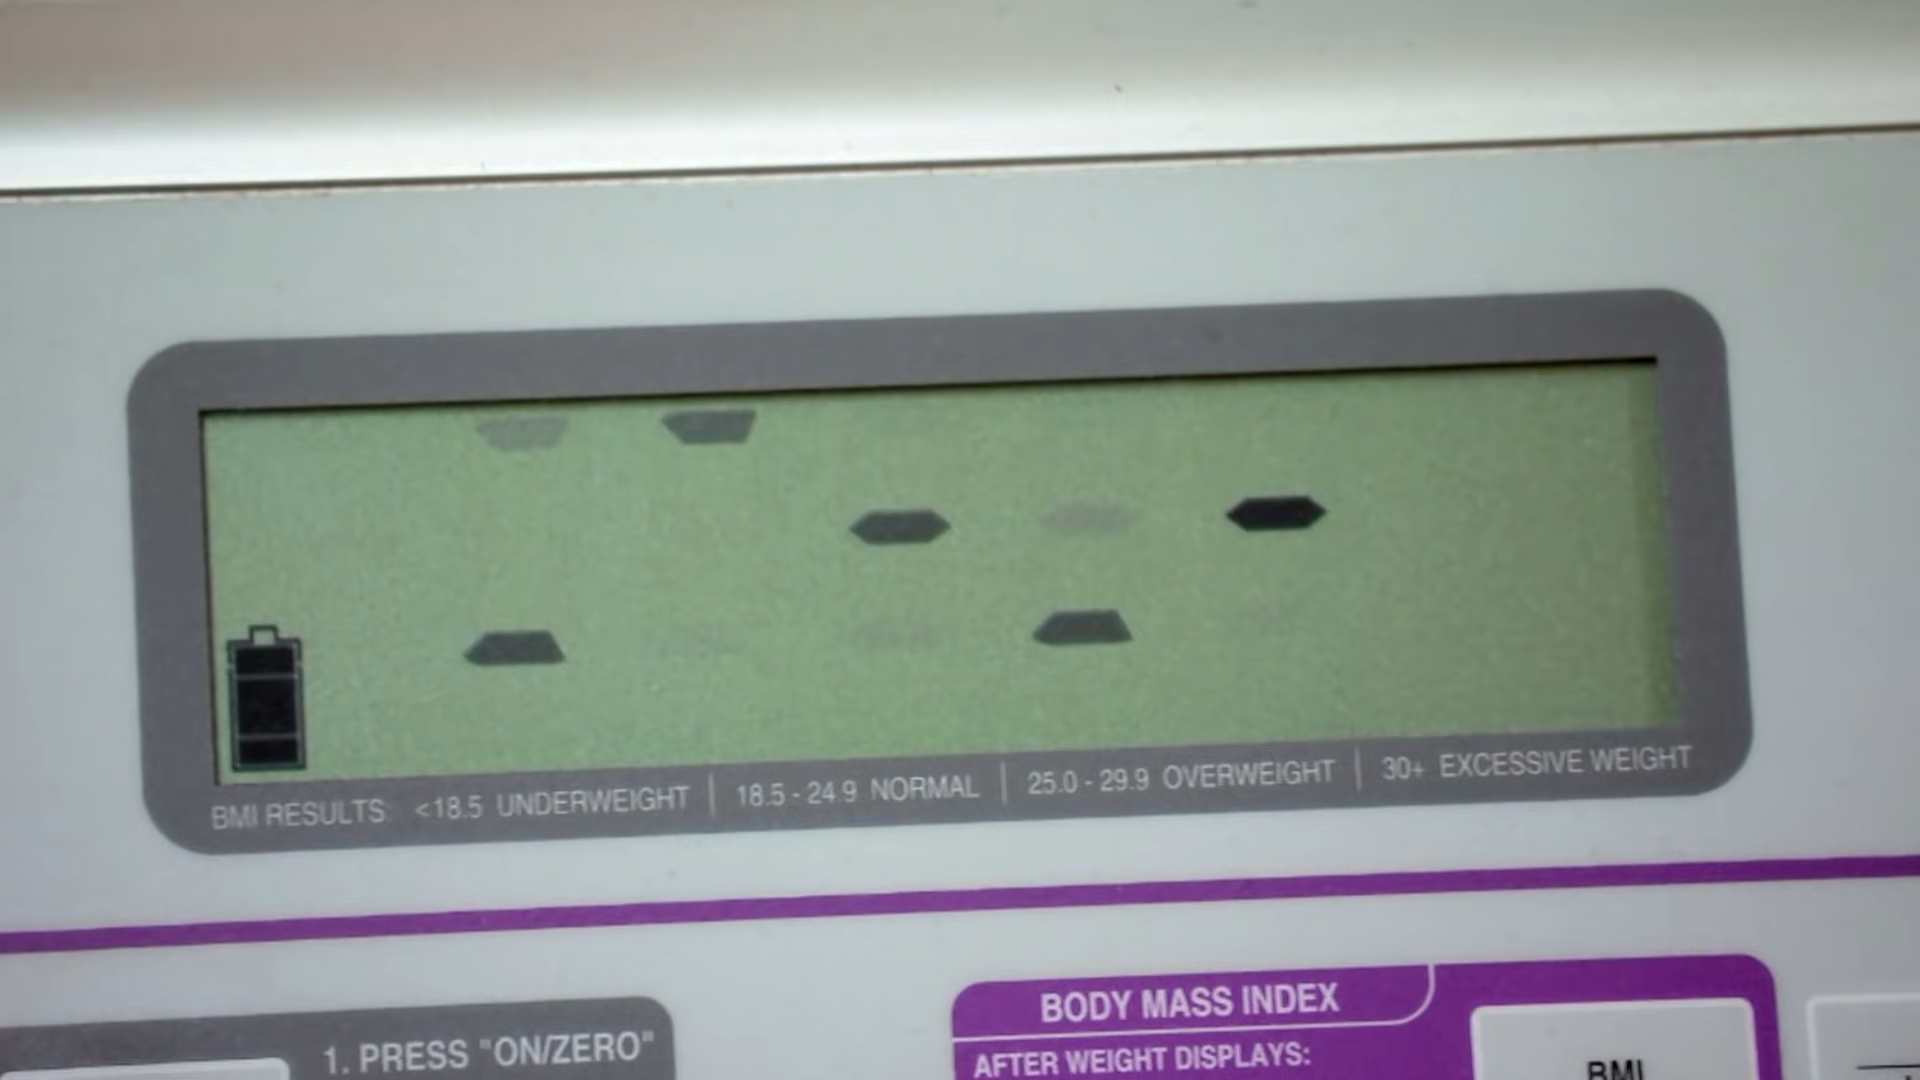 BMI RESULTS: <18.5 UNDERWEIGHT | 18.5 - 24.9 NORMAL | 25.0 - 29.9 OVERWEIGHT | 30+ EXCESSIVE WEIGHT
1. PRESS "ON/ZERO"
BODY MASS INDEX
AFTER WEIGHT DISPLAYS:
BMI